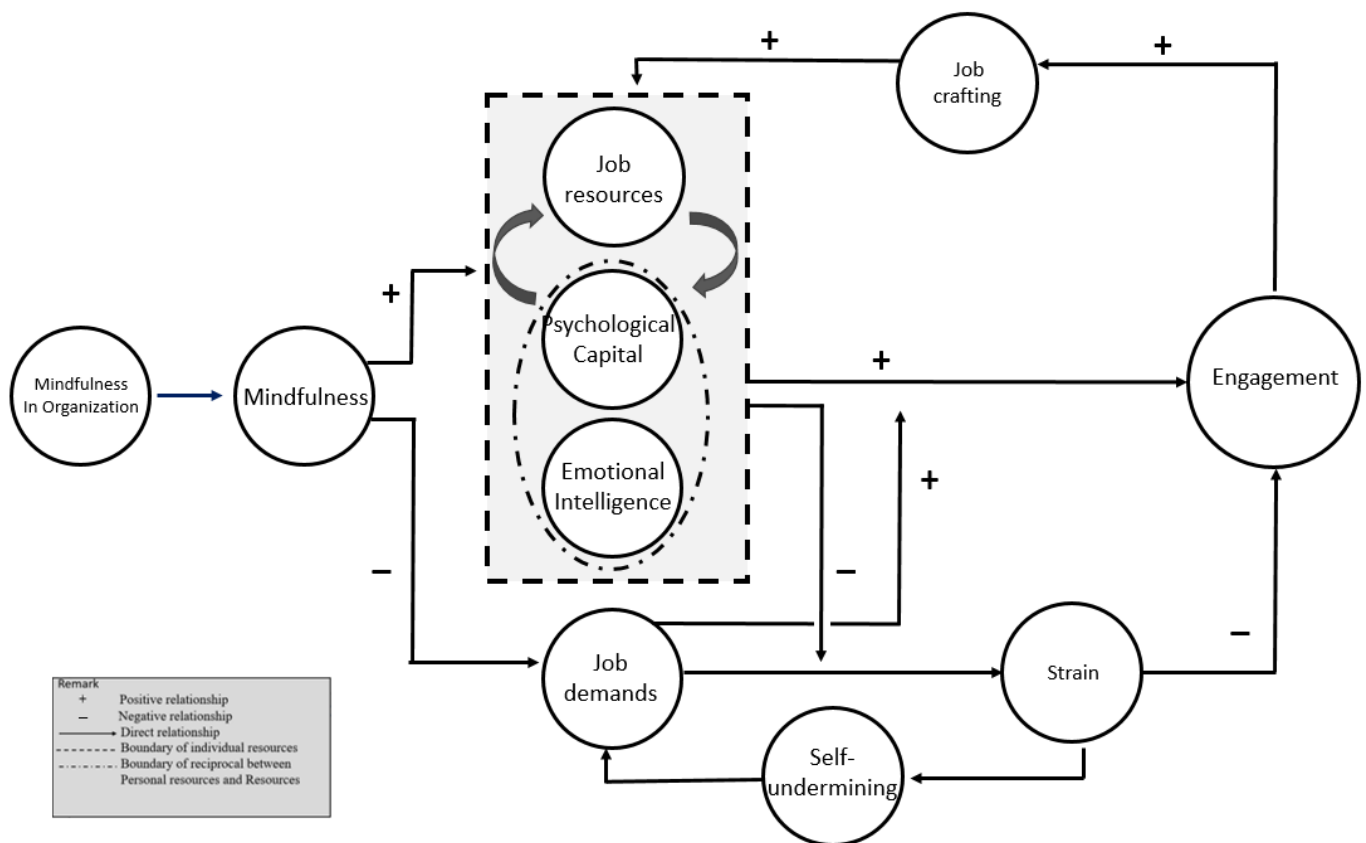 +
+
Job
crafting
Job
resources
+
Psychological
Capital
+
Engagement
Mindfulness
In Organization
Mindfulness
Emotional
Intelligence
+
−
−
Job
demands
Strain
−
Self-
undermining
Remark
+ Positive relationship
− Negative relationship
Direct relationship
Boundary of individual resources
Boundary of reciprocal between
Personal resources and Resources